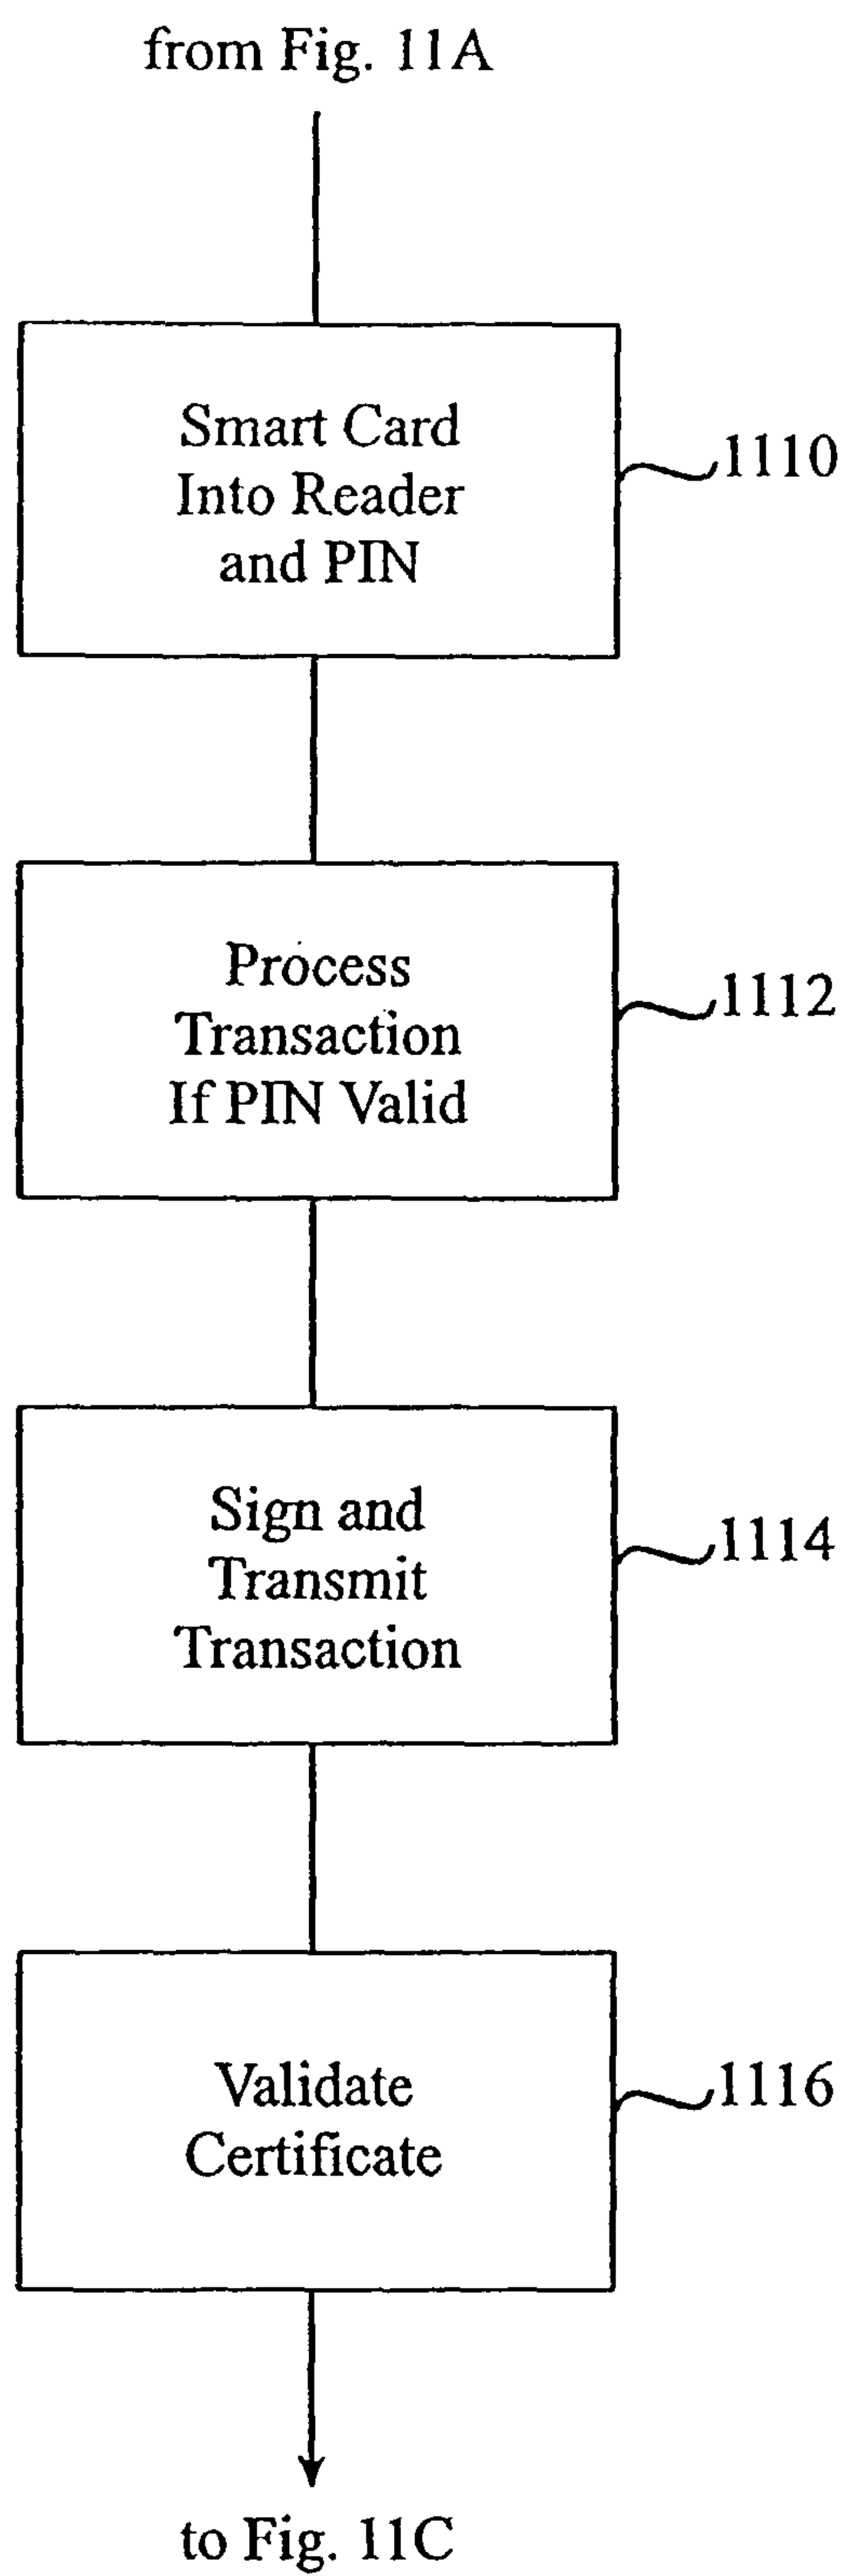 from Fig. 11A
Smart Card
Into Reader
and PIN
1110
Process
Transaction
If PIN Valid
1112
Sign and
Transmit
Transaction
1114
Validate
Certificate
1116
to Fig. 11C